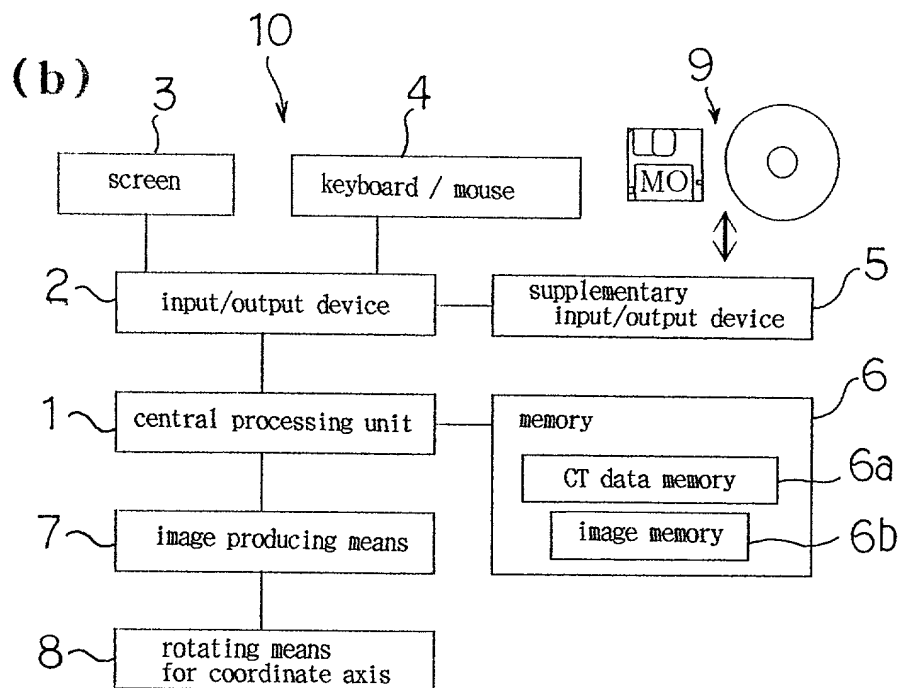 (b)
10
3
4
9
screen
keyboard / mouse
MO
2
5
input/output device
supplementary
input/output device
1
6
central processing unit
memory
6a
CT data memory
7
6b
image producing means
image memory
8
rotating means
for coordinate axis